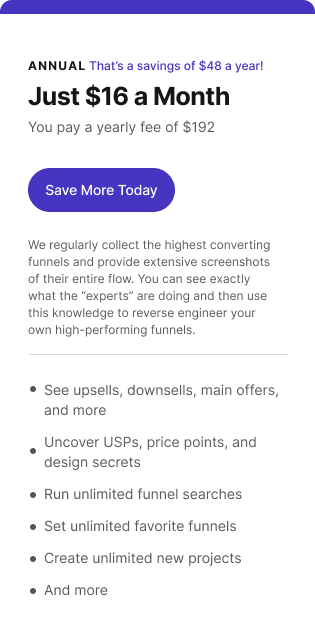 ANNUAL That's a savings of $48 a year!
Just $16 a Month
You pay a yearly fee of $192
Save More Today
We regularly collect the highest converting
funnels and provide extensive screenshots
of their entire flow. You can see exactly
what the “experts” are doing and then use
this knowledge to reverse engineer your
own high-performing funnels.
See upsells, downsells, main offers,
and more
Uncover USPs, price points, and
design secrets
Run unlimited funnel searches
Set unlimited favorite funnels
Create unlimited new projects
And more